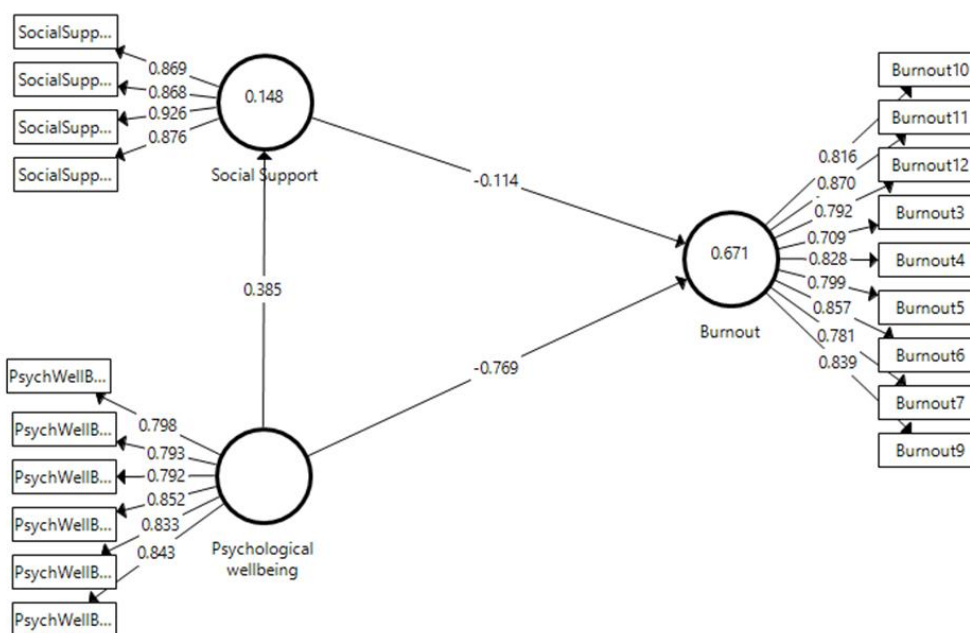 SocialSupp...
SocialSupp...
SocialSupp...
SocialSupp...
0.869
0.868
0.926
0.876
0.148
Social Support
-0.114
0.385
-0.769
0.671
Burnout
0.816
0.870
0.792
0.709
0.828
0.799
0.857
0.781
0.839
Burnout10
Burnout11
Burnout12
Burnout3
Burnout4
Burnout5
Burnout6
Burnout7
Burnout9
PsychWellB...
PsychWellB...
PsychWellB...
PsychWellB...
PsychWellB...
PsychWellB...
0.798
0.793
0.792
0.852
0.833
0.843
Psychological
wellbeing